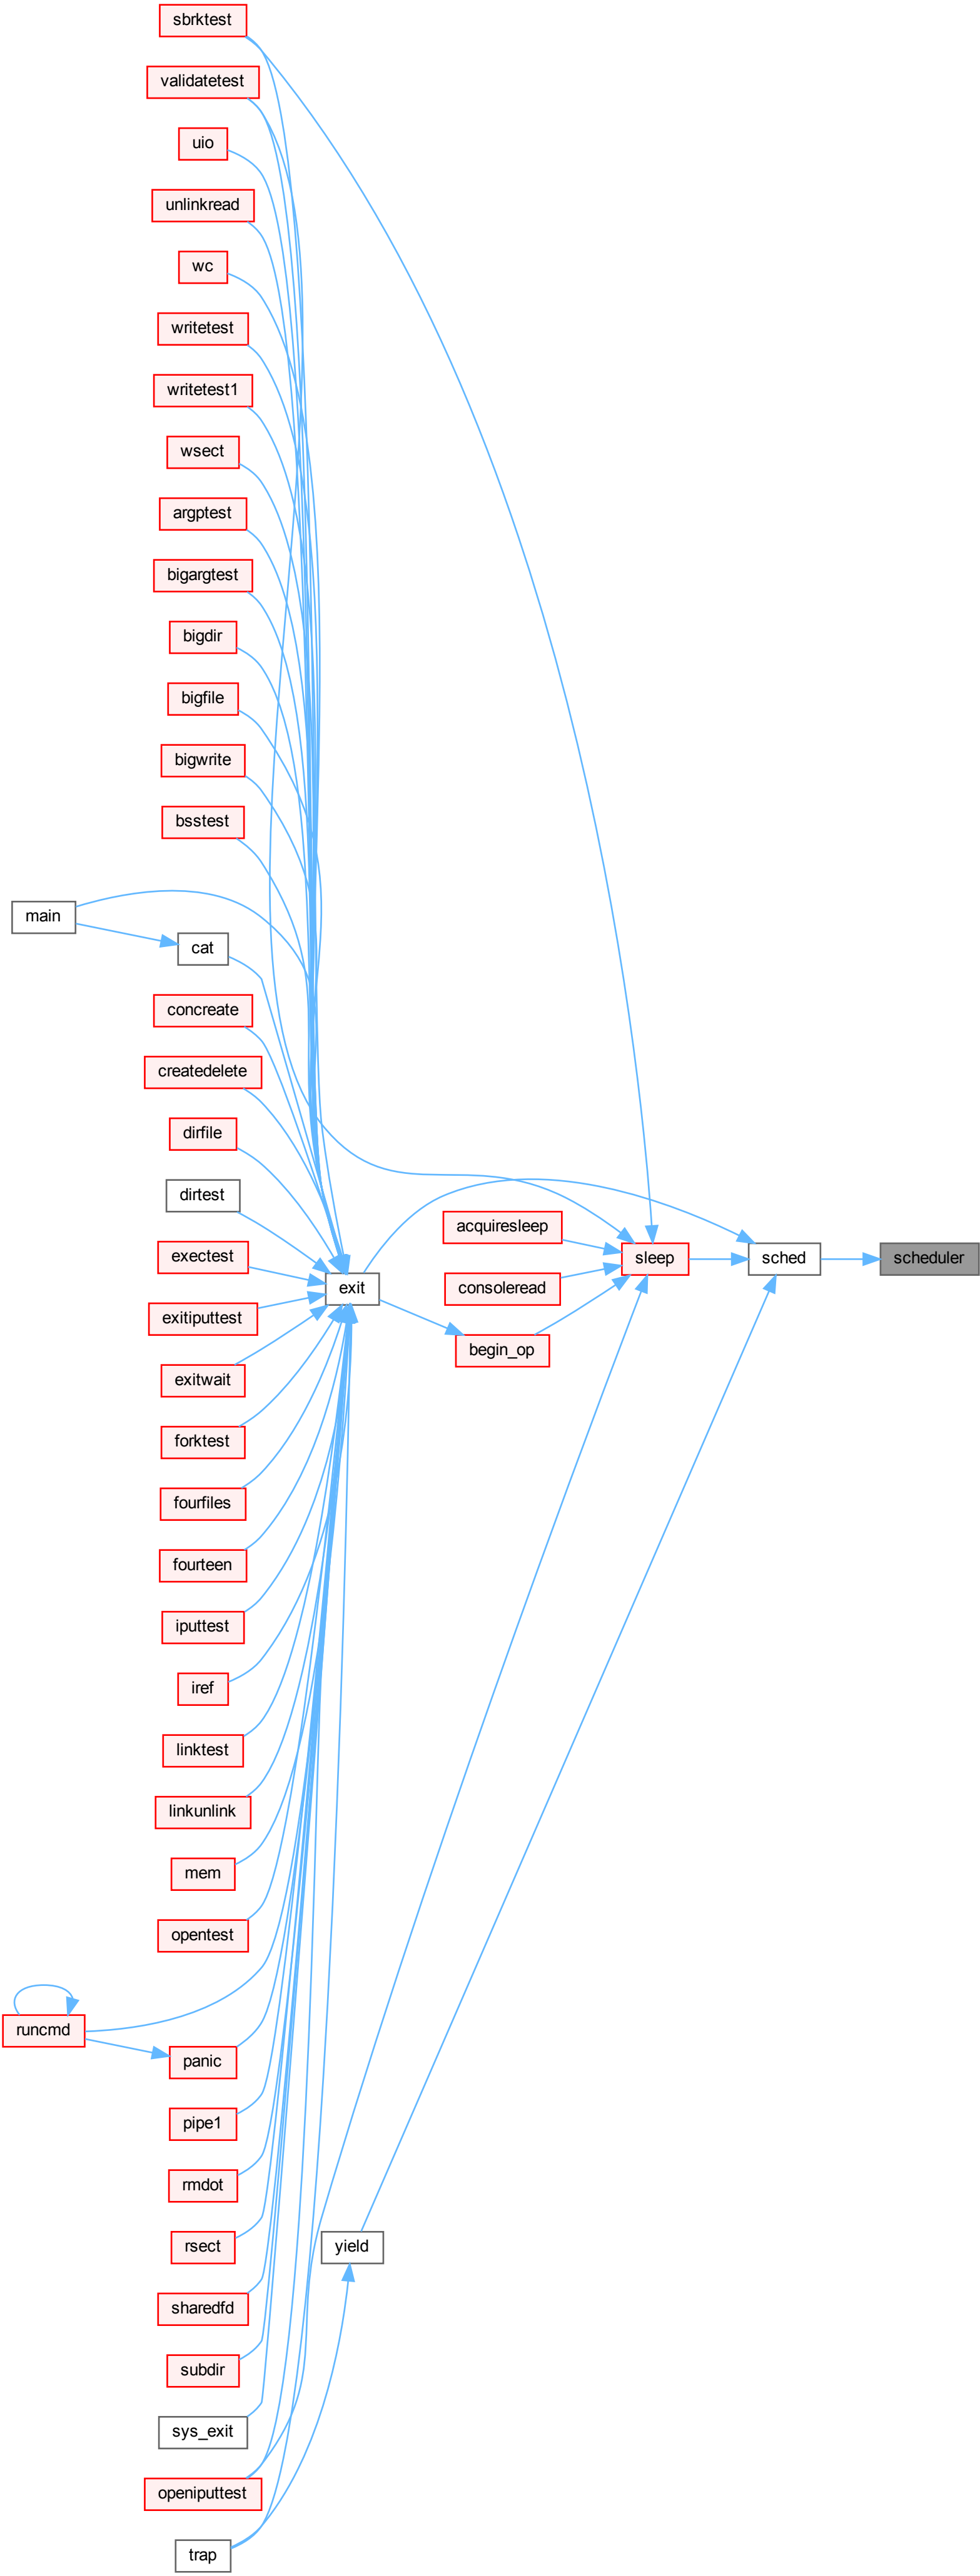 sbrktest
validatetest
uio
unlinkread
wc
writetest
writetest1
wsect
argptest
bigargtest
bigdir
bigfile
bigwrite
bsstest
main
cat
concreate
createdelete
dirfile
dirtest
acquiresleep
exectest
sleep
sched
scheduler
exit
consoleread
exitiputtest
begin_op
exitwait
forktest
fourfiles
fourteen
iputtest
iref
linktest
linkunlink
mem
opentest
runcmd
panic
pipe1
rmdot
rsect
yield
sharedfd
subdir
sys_exit
openiputtest
trap